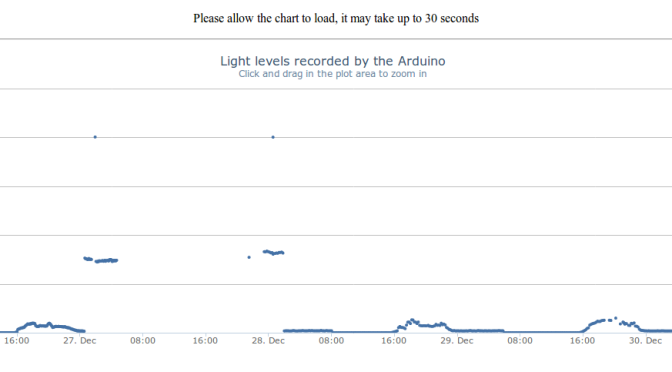 Please allow the chart to load, it may take up to 30 seconds
Light levels recorded by the Arduino
Click and drag in the plot area to zoom in
16:00 27. Dec 08:00 16:00 28. Dec 08:00 16:00 29. Dec 08:00 16:00 30. Dec